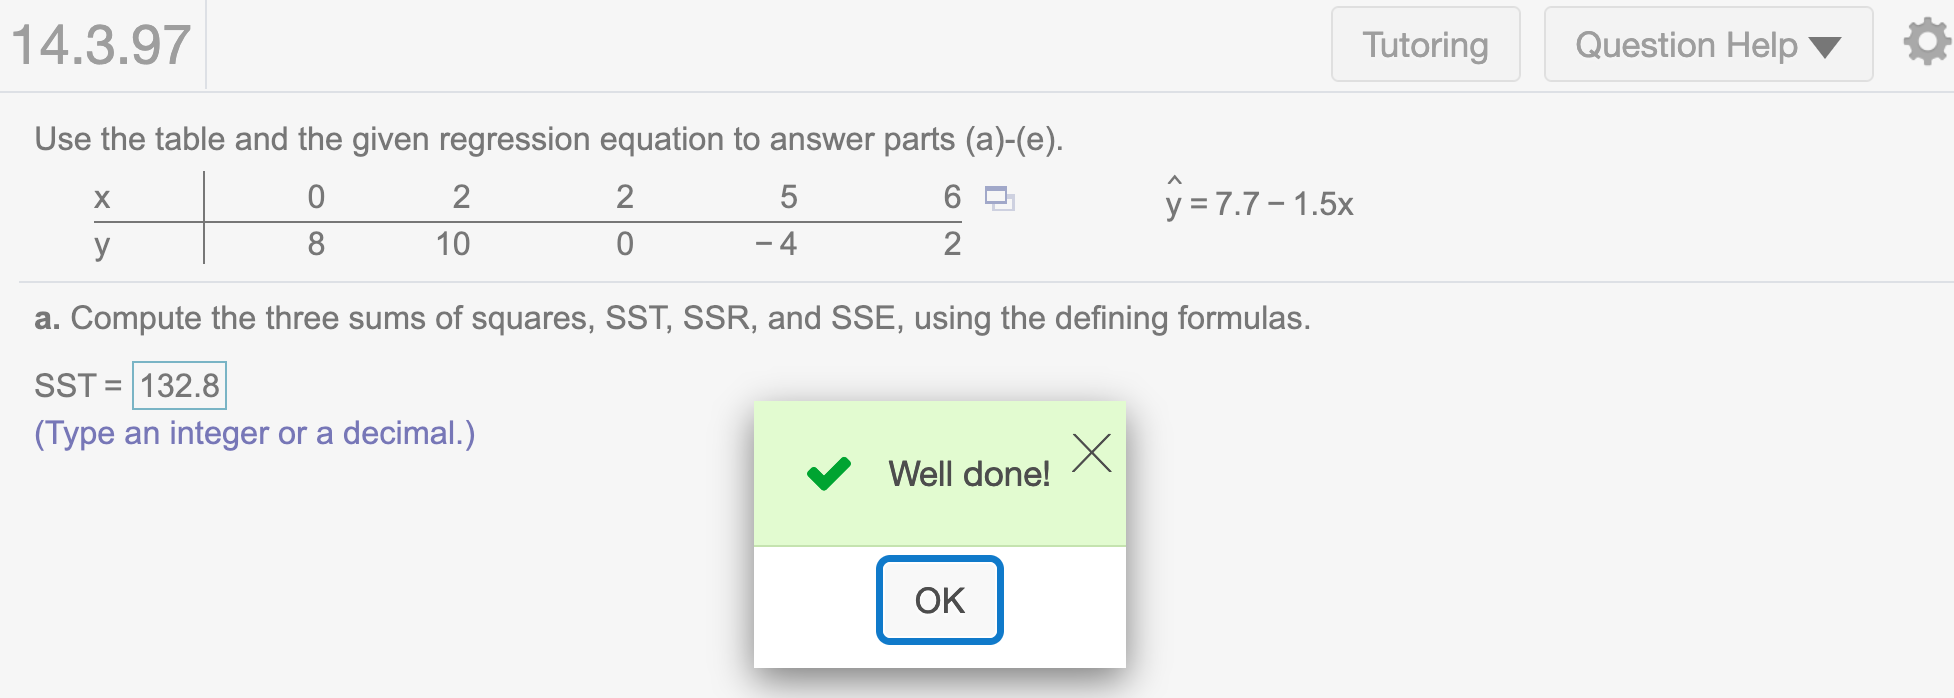 14.3.97
Tutoring
Question Help
Use the table and the given regression equation to answer parts (a)-(e).
x 0 2 2 5 6
y 8 10 0 − 4 2
ŷ = 7.7 − 1.5x
a. Compute the three sums of squares, SST, SSR, and SSE, using the defining formulas.
SST = 132.8
(Type an integer or a decimal.)
Well done!
OK